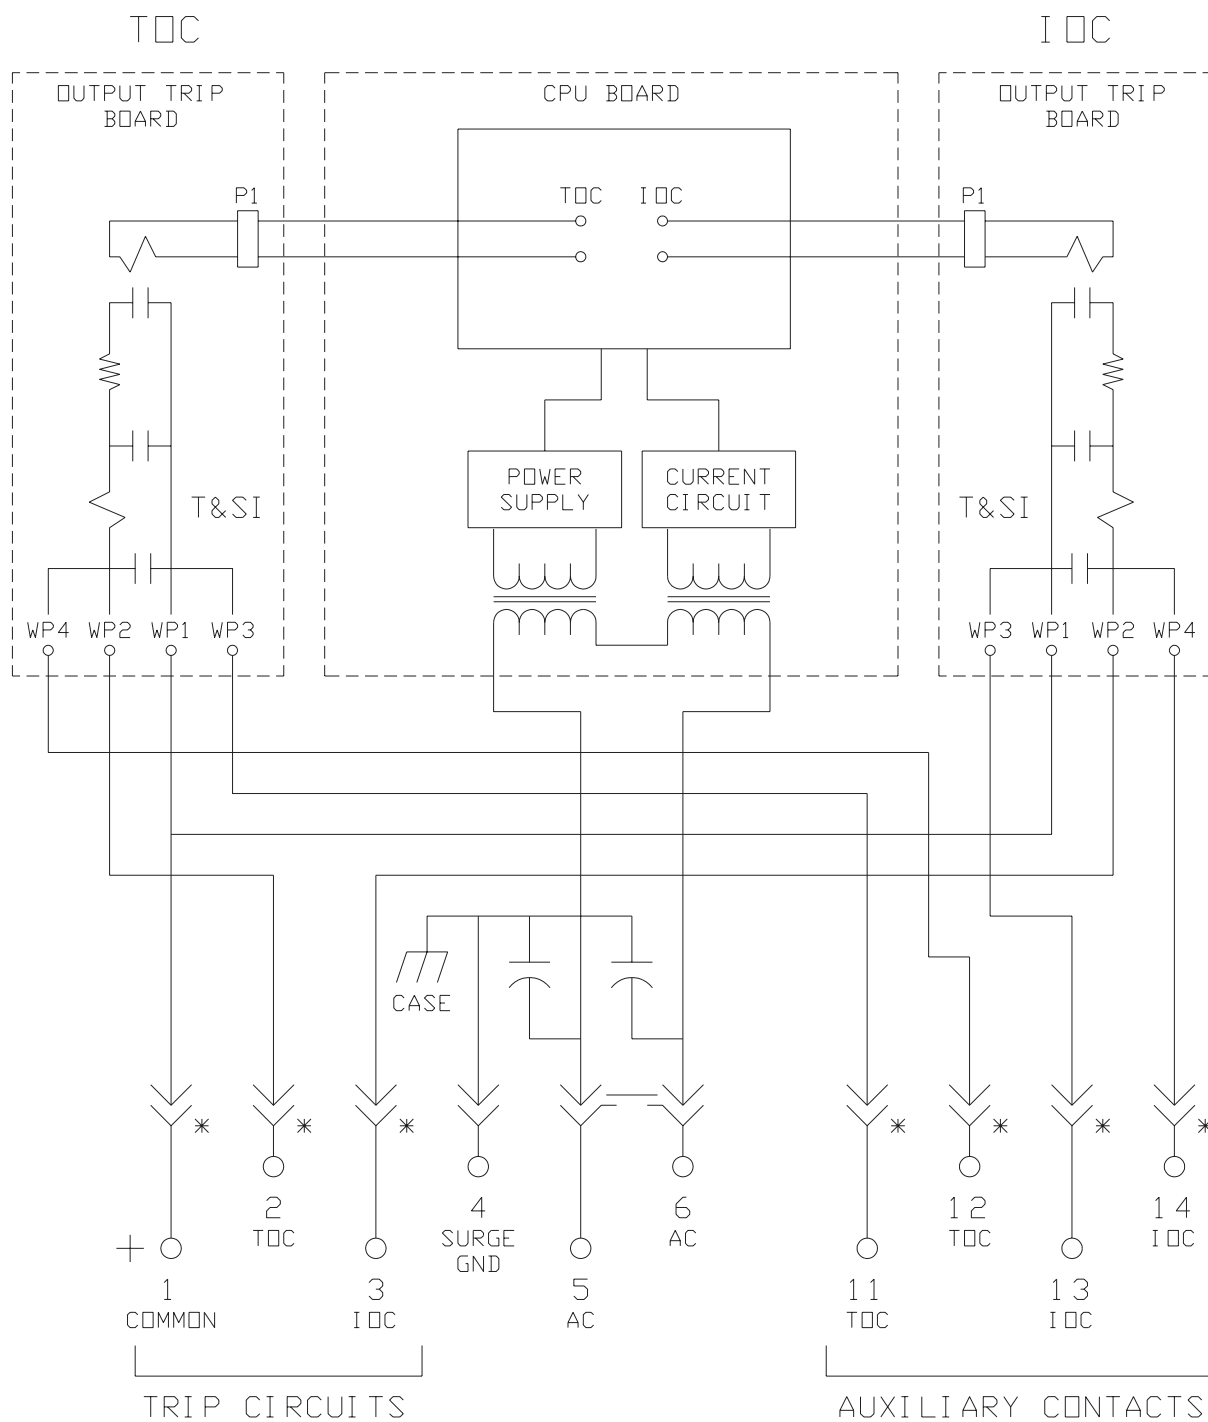 TOC
IOC
OUTPUT TRIP
BOARD
CPU BOARD
OUTPUT TRIP
BOARD
P1
TOC
IOC
P1
POWER
SUPPLY
CURRENT
CIRCUIT
T&SI
T&SI
WP4
WP2
WP1
WP3
WP3
WP1
WP2
WP4
CASE
*
*
*
*
*
*
*
2
TOC
4
SURGE
GND
6
AC
12
TOC
14
IOC
+
1
COMMON
3
IOC
5
AC
11
TOC
13
IOC
TRIP CIRCUITS
AUXILIARY CONTACTS